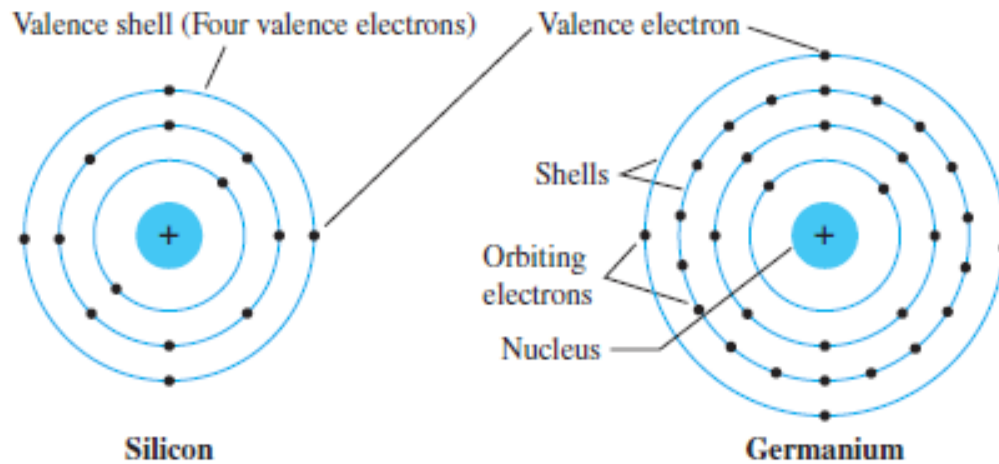 Valence shell (Four valence electrons)
Valence electron
Shells
Orbiting
electrons
Nucleus
+
+
Silicon
Germanium